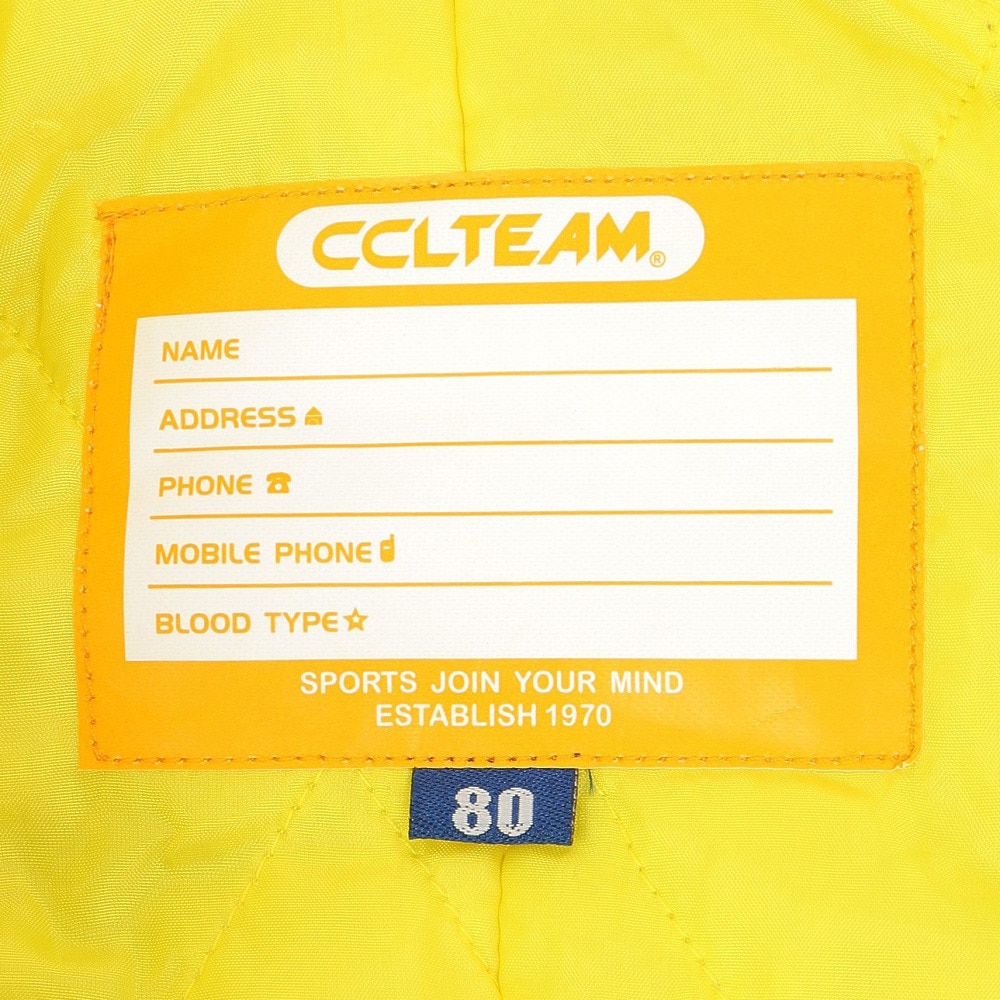 CCLTEAM®
NAME
ADDRESS
PHONE
MOBILE PHONE
BLOOD TYPE
SPORTS JOIN YOUR MIND
ESTABLISH 1970
80